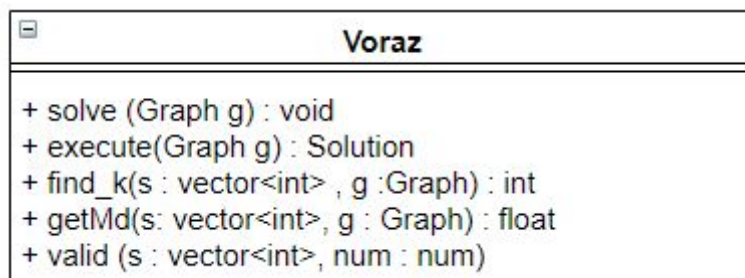 Voraz
+ solve (Graph g) : void
+ execute(Graph g) : Solution
+ find_k(s : vector<int> , g :Graph) : int
+ getMd(s: vector<int>, g : Graph) : float
+ valid (s : vector<int>, num : num)